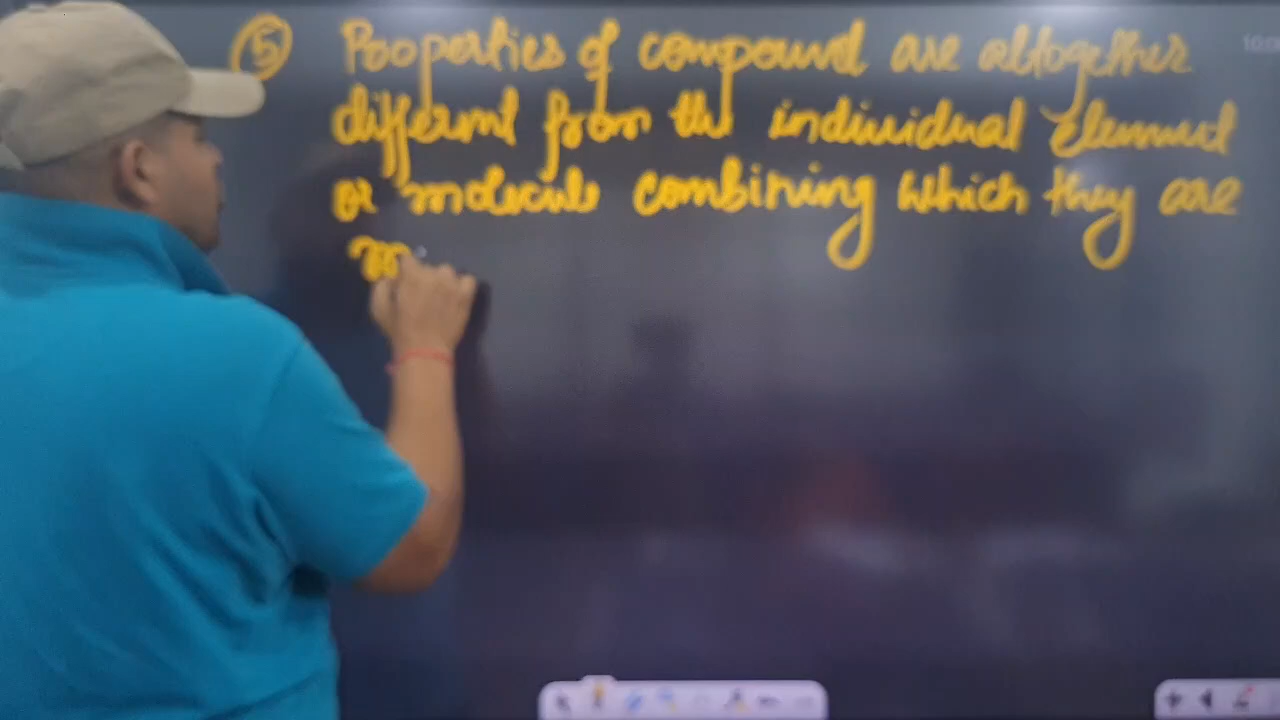 ⑤ Properties of compound are altogether
different from the individual element
or molecule combining which they are